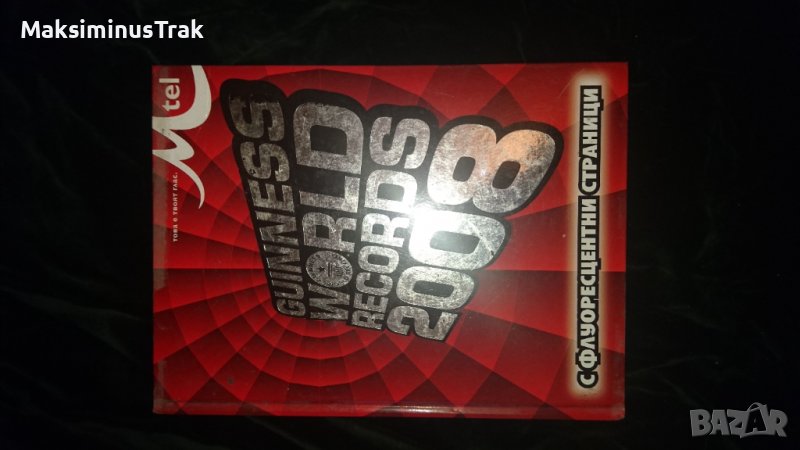 MaksiminusTrak
Mtel
това е твоят глас.
GUINNESS
WORLD
RECORDS
2008
С ФЛУОРЕСЦЕНТНИ СТРАНИЦИ
BAZAR